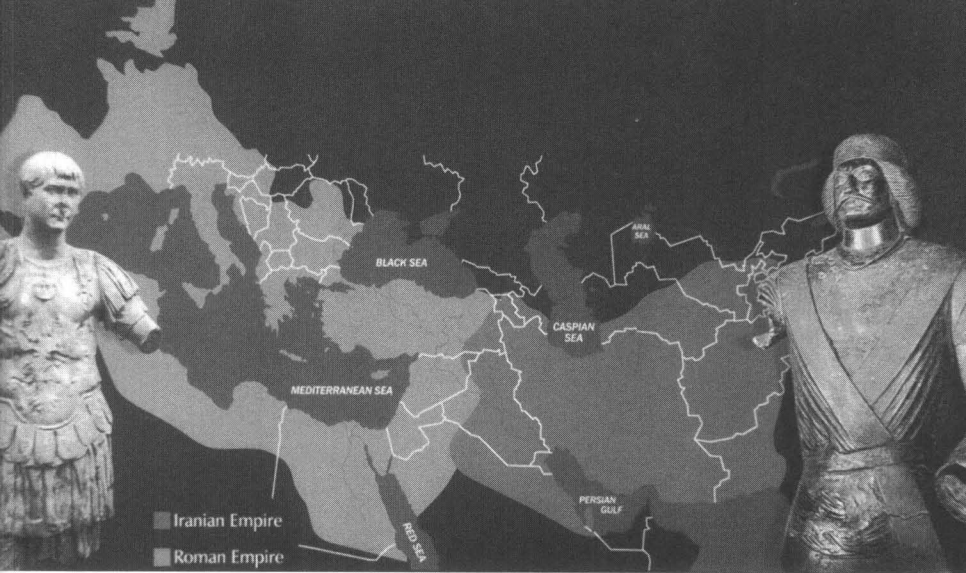 BLACK SEA
ARAL
SEA
CASPIAN
SEA
MEDITERRANEAN SEA
PERSIAN
GULF
RED SEA
Iranian Empire
Roman Empire